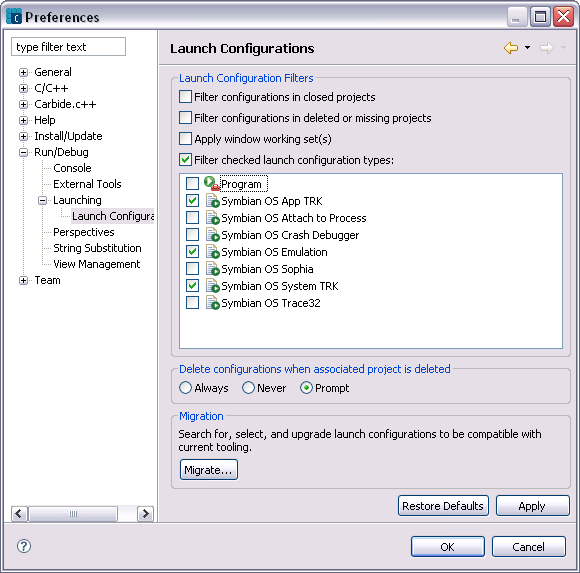 Preferences
type filter text
Launch Configurations
General
C/C++
Carbide.c++
Help
Install/Update
Run/Debug
Console
External Tools
Launching
Launch Configura
Perspectives
String Substitution
View Management
Team
Launch Configuration Filters
Filter configurations in closed projects
Filter configurations in deleted or missing projects
Apply window working set(s)
Filter checked launch configuration types:
Program
Symbian OS App TRK
Symbian OS Attach to Process
Symbian OS Crash Debugger
Symbian OS Emulation
Symbian OS Sophia
Symbian OS System TRK
Symbian OS Trace32
Delete configurations when associated project is deleted
Always Never Prompt
Migration
Search for, select, and upgrade launch configurations to be compatible with
current tooling.
Migrate...
Restore Defaults Apply
OK Cancel